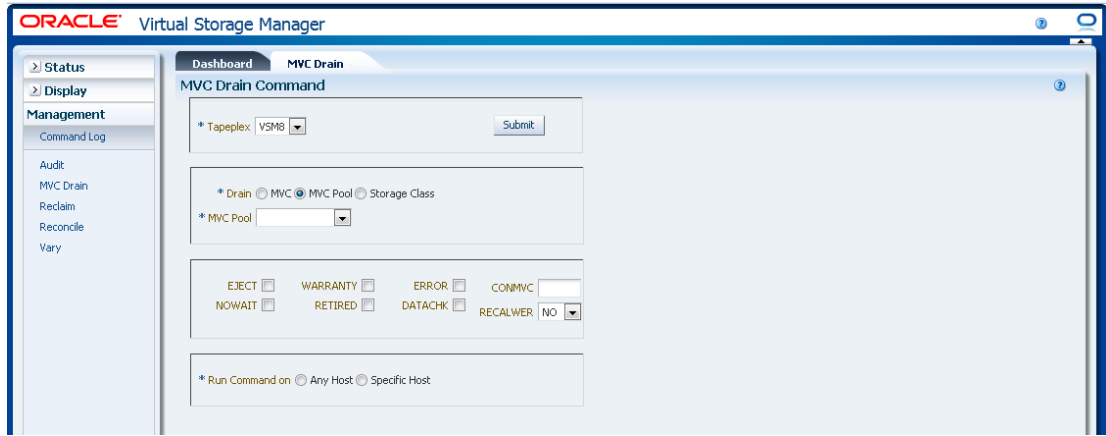 ORACLE® Virtual Storage Manager
Status
Display
Management
Command Log
Audit
MVC Drain
Reclaim
Reconcile
Vary
Dashboard MVC Drain
MVC Drain Command
* Tapeplex VSM8 Submit
* Drain MVC MVC Pool Storage Class
* MVC Pool
EJECT WARRANTY ERROR CONMVC
NOWAIT RETIRED DATACHK RECALWER NO
* Run Command on Any Host Specific Host